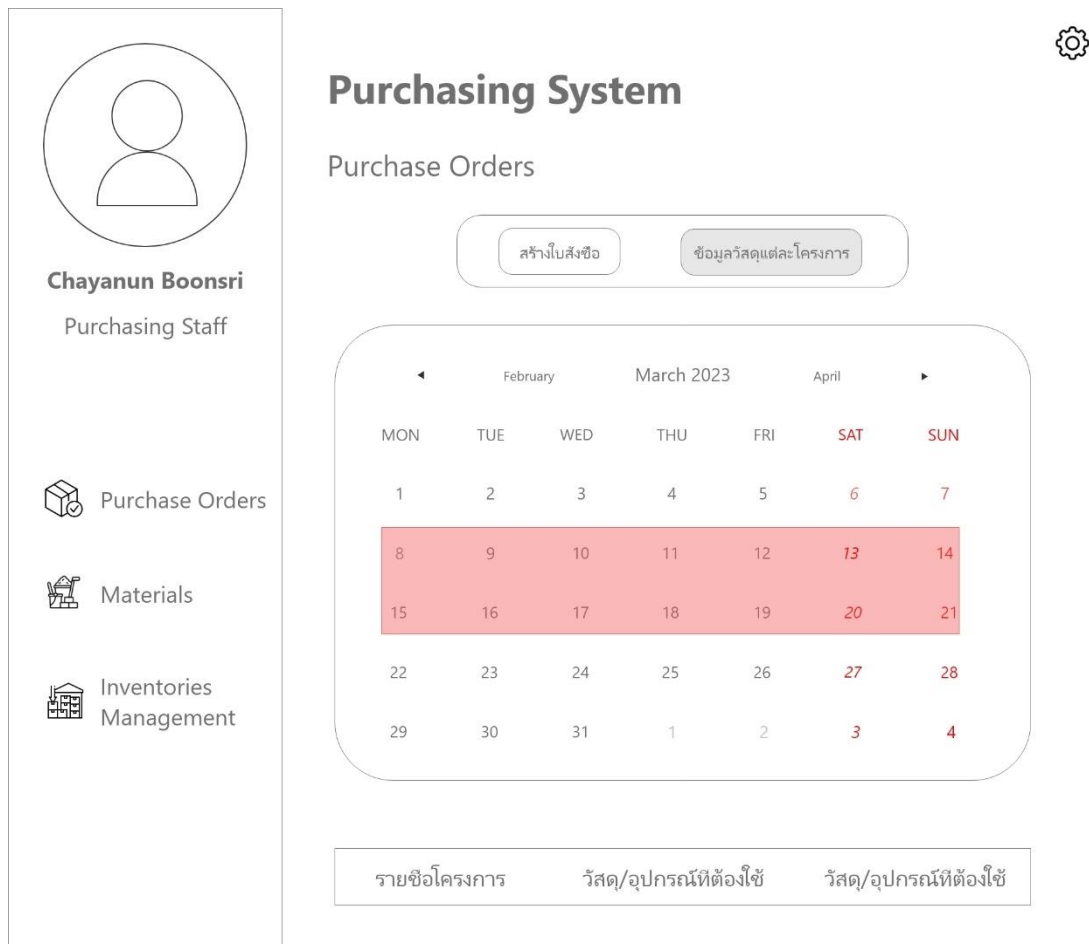 Purchasing System
Purchase Orders
สร้างใบสั่งซื้อ
ข้อมูลวัสดุแต่ละโครงการ
Chayanun Boonsri
Purchasing Staff
Purchase Orders
Materials
Inventories
Management
February March 2023 April
MON TUE WED THU FRI SAT SUN
1 2 3 4 5 6 7
8 9 10 11 12 13 14
15 16 17 18 19 20 21
22 23 24 25 26 27 28
29 30 31 1 2 3 4
รายชื่อโครงการ วัสดุ/อุปกรณ์ที่ต้องใช้ วัสดุ/อุปกรณ์ที่ต้องใช้